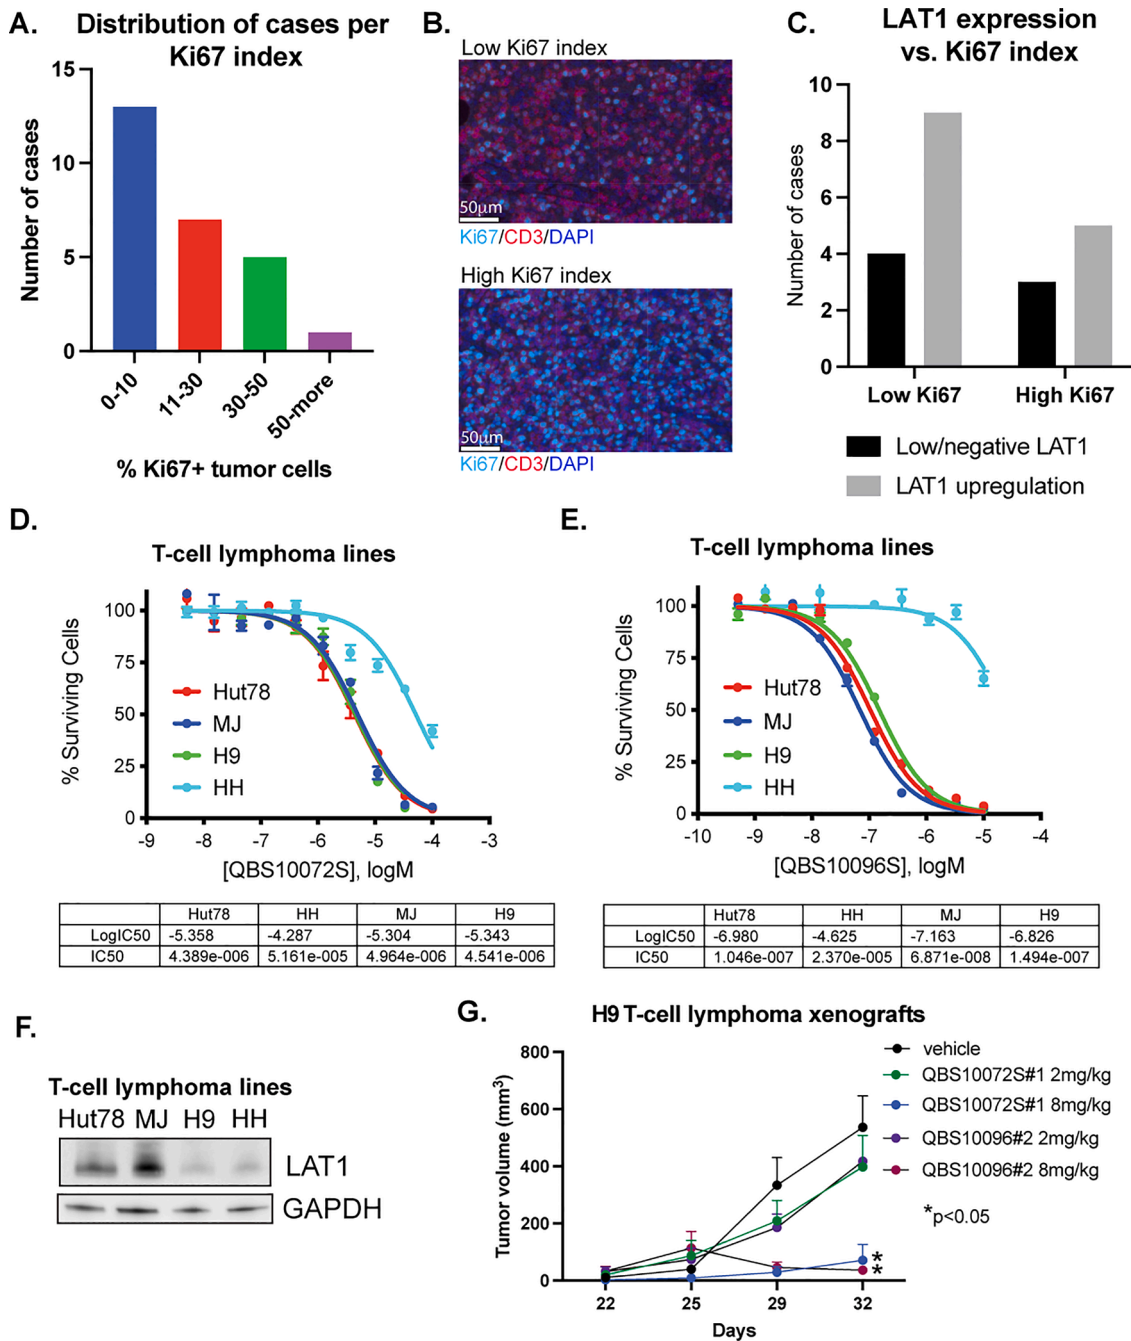 A.
Distribution of cases per
Ki67 index
Number of cases
15
10
5
0
0-10
11-30
30-50
50-more
% Ki67+ tumor cells
B.
Low Ki67 index
50μm
Ki67/CD3/DAPI
High Ki67 index
50μm
Ki67/CD3/DAPI
C.
LAT1 expression
vs. Ki67 index
Number of cases
10
8
6
4
2
0
Low Ki67 High Ki67
Low/negative LAT1
LAT1 upregulation
D.
T-cell lymphoma lines
% Surviving Cells
100
75
50
25
0
Hut78
MJ
H9
HH
-9 -8 -7 -6 -5 -4 -3
[QBS10072S], logM
Hut78 HH MJ H9
LogIC50 -5.358 -4.287 -5.304 -5.343
IC50 4.389e-006 5.161e-005 4.964e-006 4.541e-006
E.
T-cell lymphoma lines
% Surviving Cells
100
75
50
25
0
Hut78
MJ
H9
HH
-10 -9 -8 -7 -6 -5 -4
[QBS10096S], logM
Hut78 HH MJ H9
LogIC50 -6.980 -4.625 -7.163 -6.826
IC50 1.046e-007 2.370e-005 6.871e-008 1.494e-007
F.
T-cell lymphoma lines
Hut78 MJ H9 HH
LAT1
GAPDH
G.
H9 T-cell lymphoma xenografts
Tumor volume (mm³)
800
600
400
200
0
22 25 29 32
Days
vehicle
QBS10072S#1 2mg/kg
QBS10072S#1 8mg/kg
QBS10096#2 2mg/kg
QBS10096#2 8mg/kg
*p<0.05
*
*